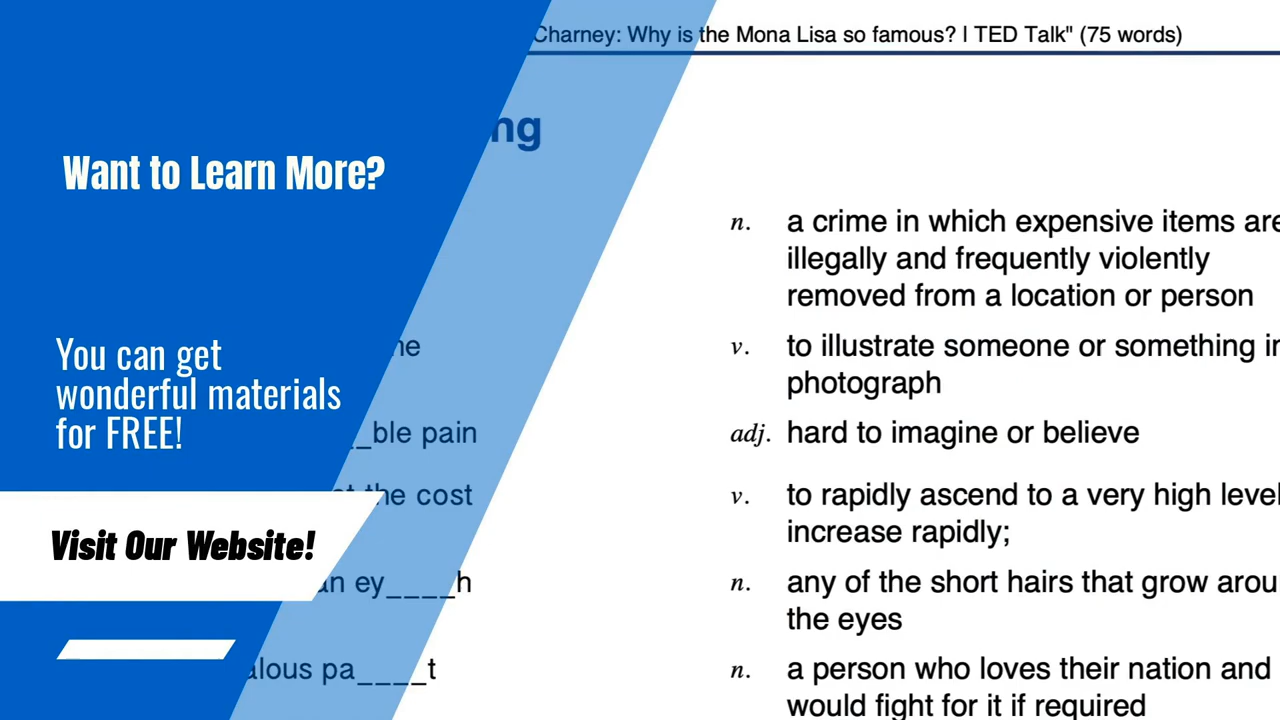 Charney: Why is the Mona Lisa so famous? | TED Talk" (75 words)
ng
Want to Learn More?
You can get
wonderful materials
for FREE!
Visit Our Website!
n. a crime in which expensive items are
illegally and frequently violently
removed from a location or person
ne
v. to illustrate someone or something in
photograph
_ble pain
adj. hard to imagine or believe
the cost
v. to rapidly ascend to a very high level
increase rapidly;
an ey____h
n. any of the short hairs that grow arou
the eyes
alous pa____t
n. a person who loves their nation and
would fight for it if required